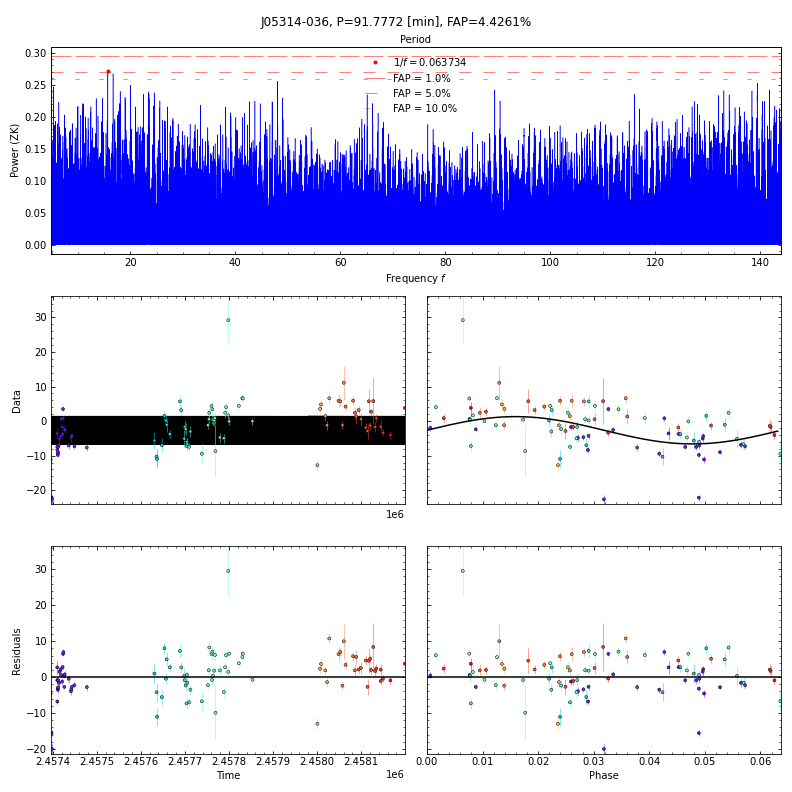 J05314-036, P=91.7772 [min], FAP=4.4261%
Period
0.30
0.25
0.20
0.15
0.10
0.05
0.00
Power (ZK)
1/f = 0.063734
FAP = 1.0%
FAP = 5.0%
FAP = 10.0%
20 40 60 80 100 120 140
Frequency f
30
20
10
0
−10
−20
Data
1e6
30
20
10
0
−10
−20
Residuals
2.4574 2.4575 2.4576 2.4577 2.4578 2.4579 2.4580 2.4581
1e6
Time
0.00 0.01 0.02 0.03 0.04 0.05 0.06
Phase